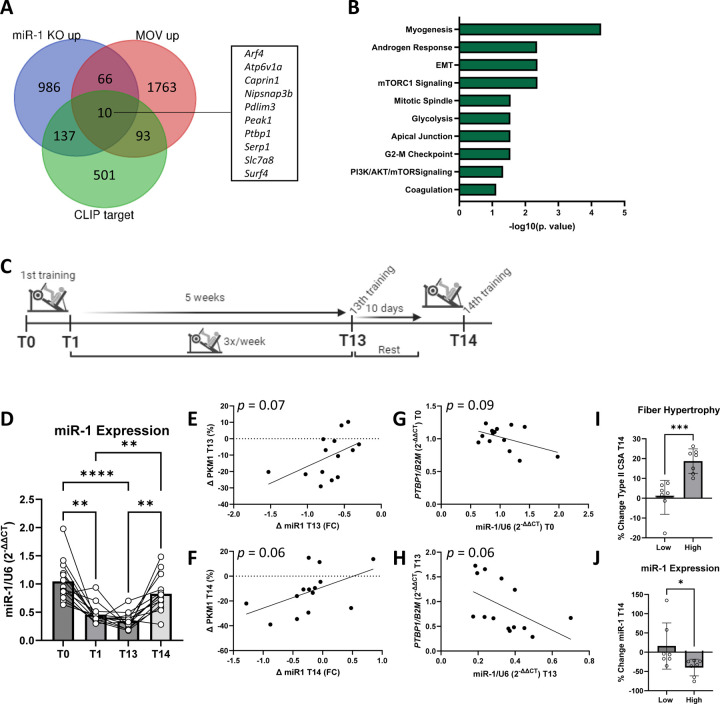 A
miR-1 KO up
MOV up
986
66
1763
10
137
93
501
CLIP target
Arf4
Atp6v1a
Caprin1
Nipsnap3b
Pdlim3
Peak1
Ptbp1
Serp1
Slc7a8
Surf4
B
Myogenesis
Androgen Response
EMT
mTORC1 Signaling
Mitotic Spindle
Glycolysis
Apical Junction
G2-M Checkpoint
PI3K/AKT/mTORSignaling
Coagulation
0 1 2 3 4 5
-log10(p. value)
C
1st training
5 weeks
13th training
10 days
14th training
T0 T1 T13 T14
3x/week
Rest
D
miR-1 Expression
**
****
** **
miR-1/U6 (2-ΔΔCT)
2.5
2.0
1.5
1.0
0.5
0.0
T0 T1 T13 T14
E
p = 0.07
Δ PKM1 T13 (%)
20
10
0
-10
-20
-30
-40
-2.0 -1.5 -1.0 -0.5 0.0
Δ miR1 T13 (FC)
F
p = 0.06
Δ PKM1 T14 (%)
40
20
0
-20
-40
-60
-1.5 -1.0 -0.5 0.0 0.5 1.0
Δ miR1 T14 (FC)
G
p = 0.09
PTBP1/B2M (2-ΔΔCT) T0
2.0
1.5
1.0
0.5
0.0
0.0 0.5 1.0 1.5 2.0 2.5
miR-1/U6 (2-ΔΔCT) T0
H
p = 0.06
PTBP1/B2M (2-ΔΔCT) T13
2.0
1.5
1.0
0.5
0.0
0.0 0.2 0.4 0.6 0.8
miR-1/U6 (2-ΔΔCT) T13
I
Fiber Hypertrophy
***
% Change Type II CSA T14
40
30
20
10
0
-10
-20
Low High
J
miR-1 Expression
*
% Change miR-1 T14
150
100
50
0
-50
-100
Low High